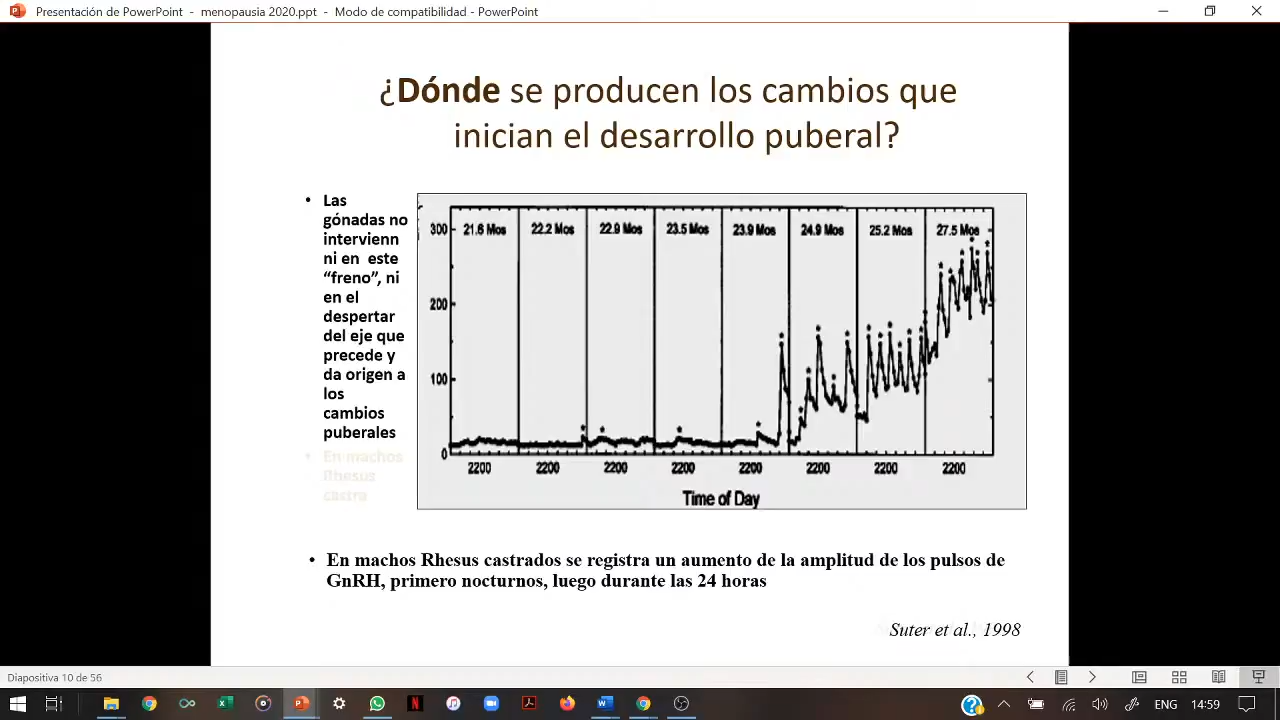 Presentación de PowerPoint - menopausia 2020.ppt - Modo de compatibilidad - PowerPoint
¿Dónde se producen los cambios que
inician el desarrollo puberal?
• Las
gónadas no
intervienn
ni en este
“freno”, ni
en el
despertar
del eje que
precede y
da origen a
los
cambios
puberales
• En machos
Rhesus
castra
300
200
100
0
21.6 Mos 22.2 Mos 22.9 Mos 23.5 Mos 23.9 Mos 24.9 Mos 25.2 Mos 27.5 Mos
2200 2200 2200 2200 2200 2200 2200 2200
Time of Day
• En machos Rhesus castrados se registra un aumento de la amplitud de los pulsos de
GnRH, primero nocturnos, luego durante las 24 horas
Suter et al., 1998
Diapositiva 10 de 56
ENG 14:59